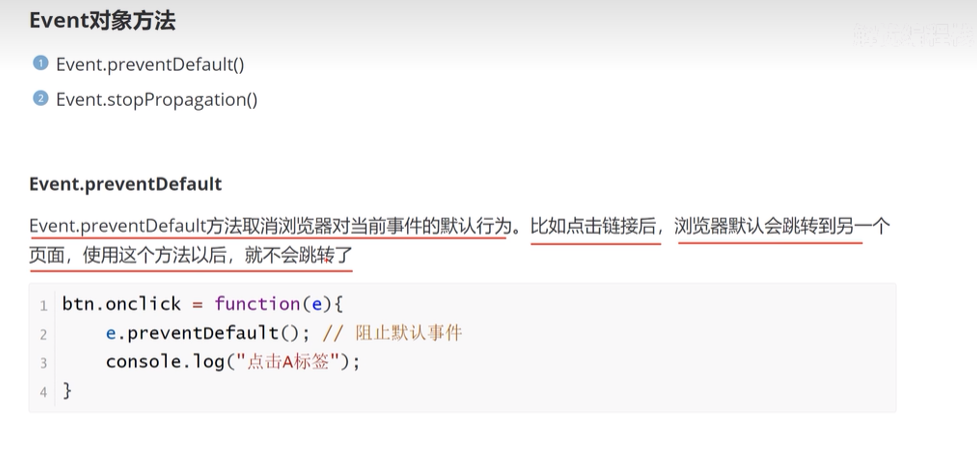 Event对象方法
1 Event.preventDefault()
2 Event.stopPropagation()
Event.preventDefault
Event.preventDefault方法取消浏览器对当前事件的默认行为。比如点击链接后，浏览器默认会跳转到另一个
页面，使用这个方法以后，就不会跳转了
1 btn.onclick = function(e){
2 e.preventDefault(); // 阻止默认事件
3 console.log("点击A标签");
4 }